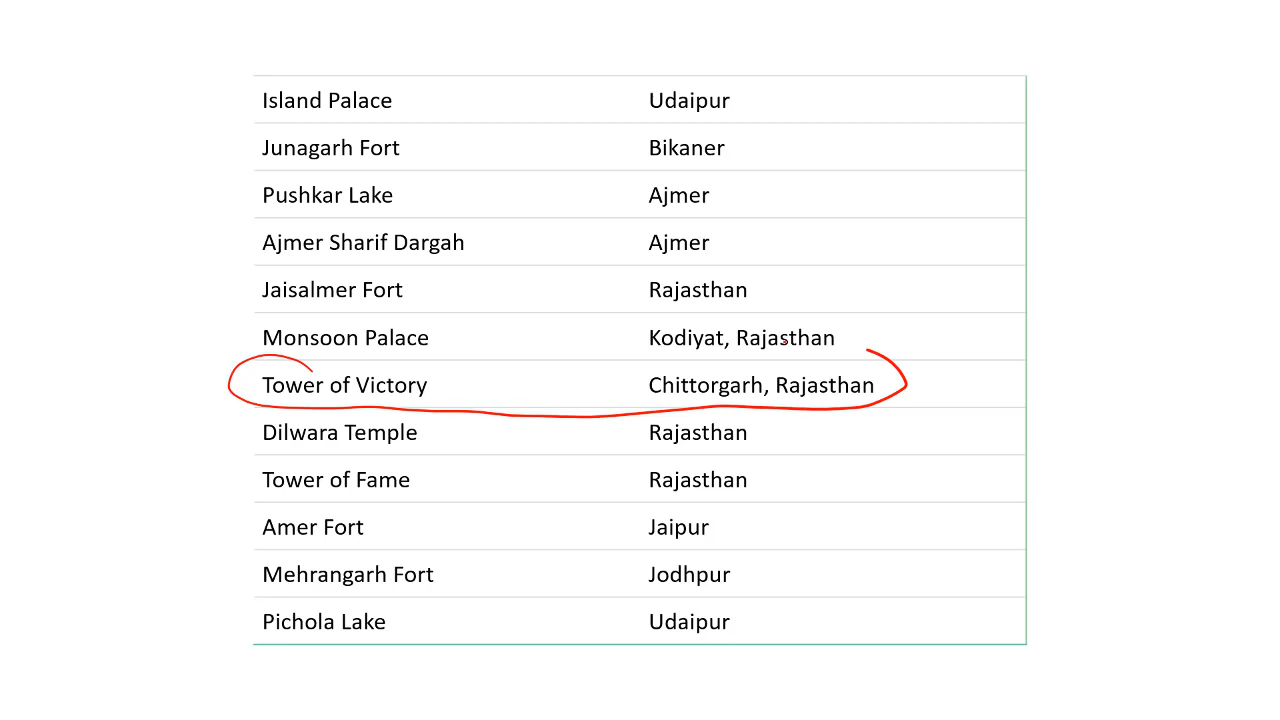 Island Palace Udaipur
Junagarh Fort Bikaner
Pushkar Lake Ajmer
Ajmer Sharif Dargah Ajmer
Jaisalmer Fort Rajasthan
Monsoon Palace Kodiyat, Rajasthan
Tower of Victory Chittorgarh, Rajasthan
Dilwara Temple Rajasthan
Tower of Fame Rajasthan
Amer Fort Jaipur
Mehrangarh Fort Jodhpur
Pichola Lake Udaipur